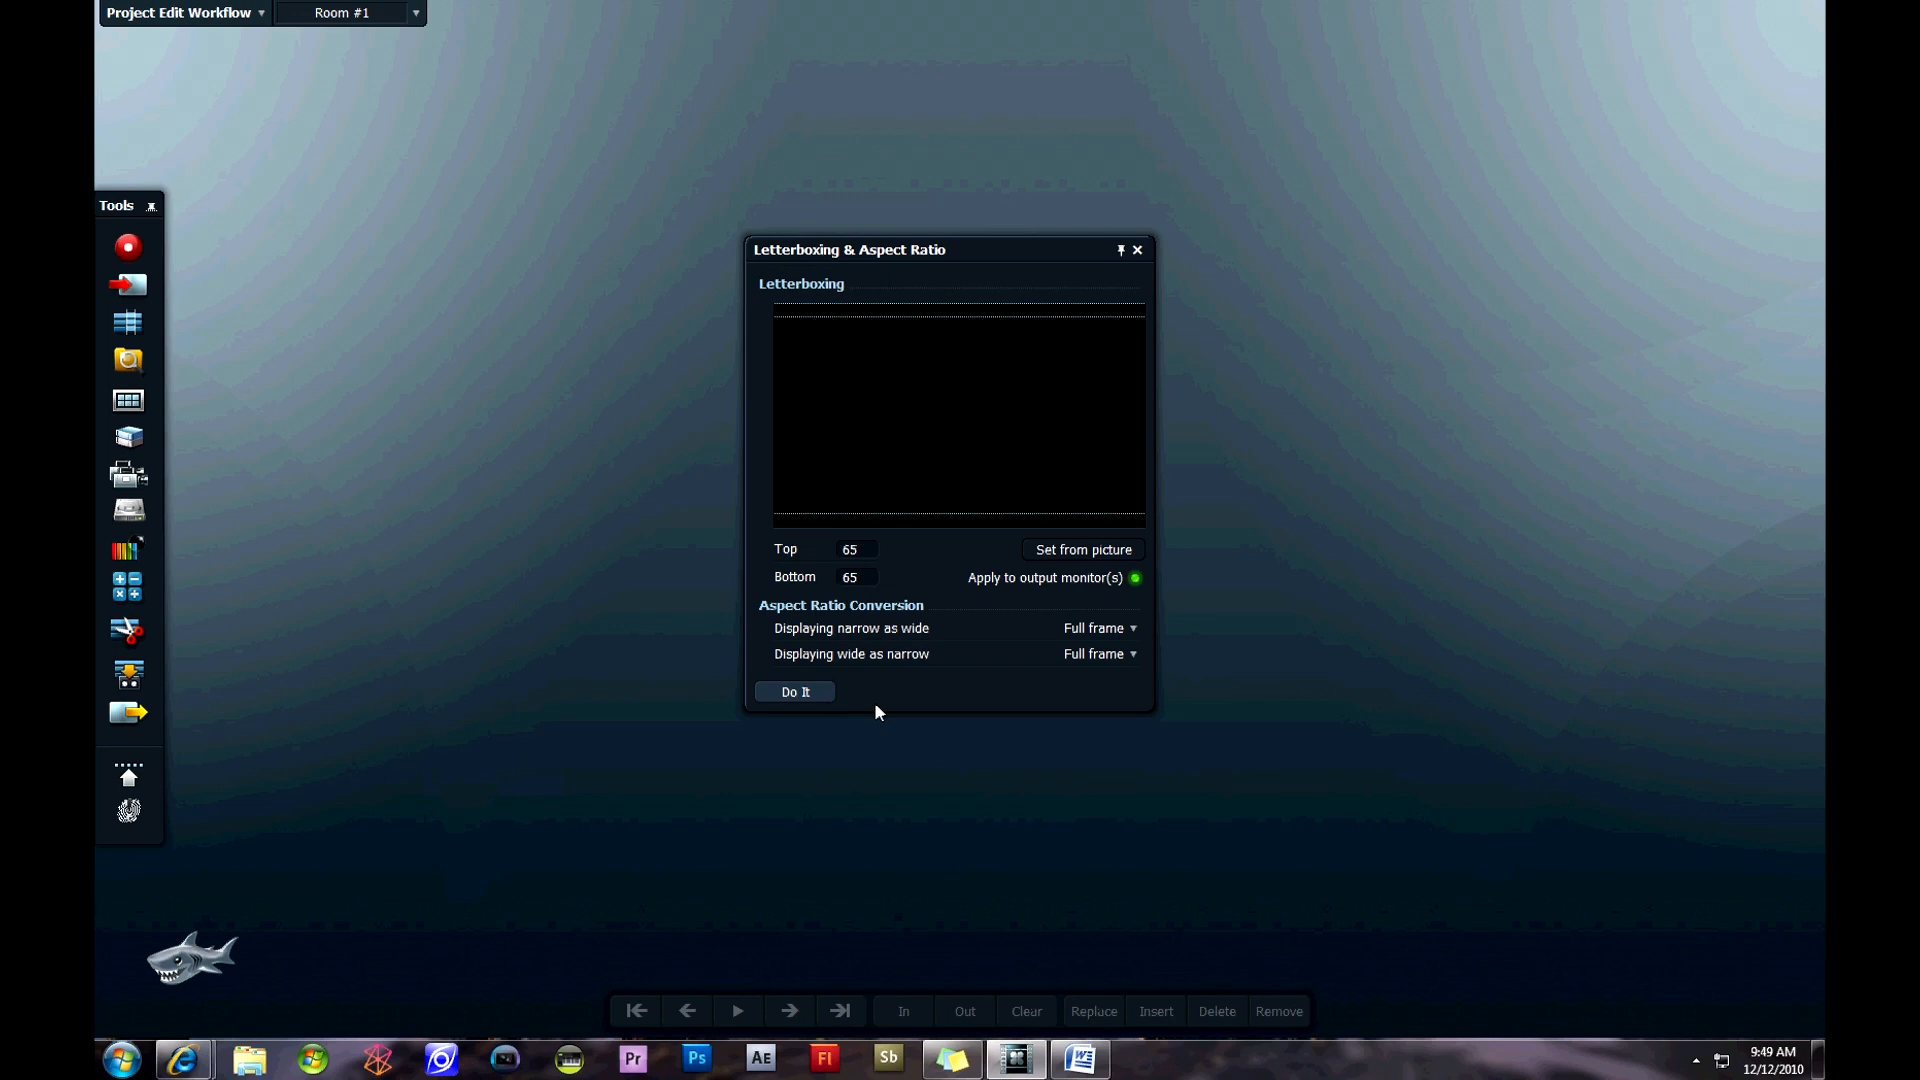 Project Edit Workflow
Room #1
Tools
Letterboxing & Aspect Ratio
Letterboxing
Top 65 Set from picture
Bottom 65 Apply to output monitor(s)
Aspect Ratio Conversion
Displaying narrow as wide Full frame
Displaying wide as narrow Full frame
Do It
In Out Clear Replace Insert Delete Remove
Pr Ps AE Fl Sb
9:49 AM
12/12/2010